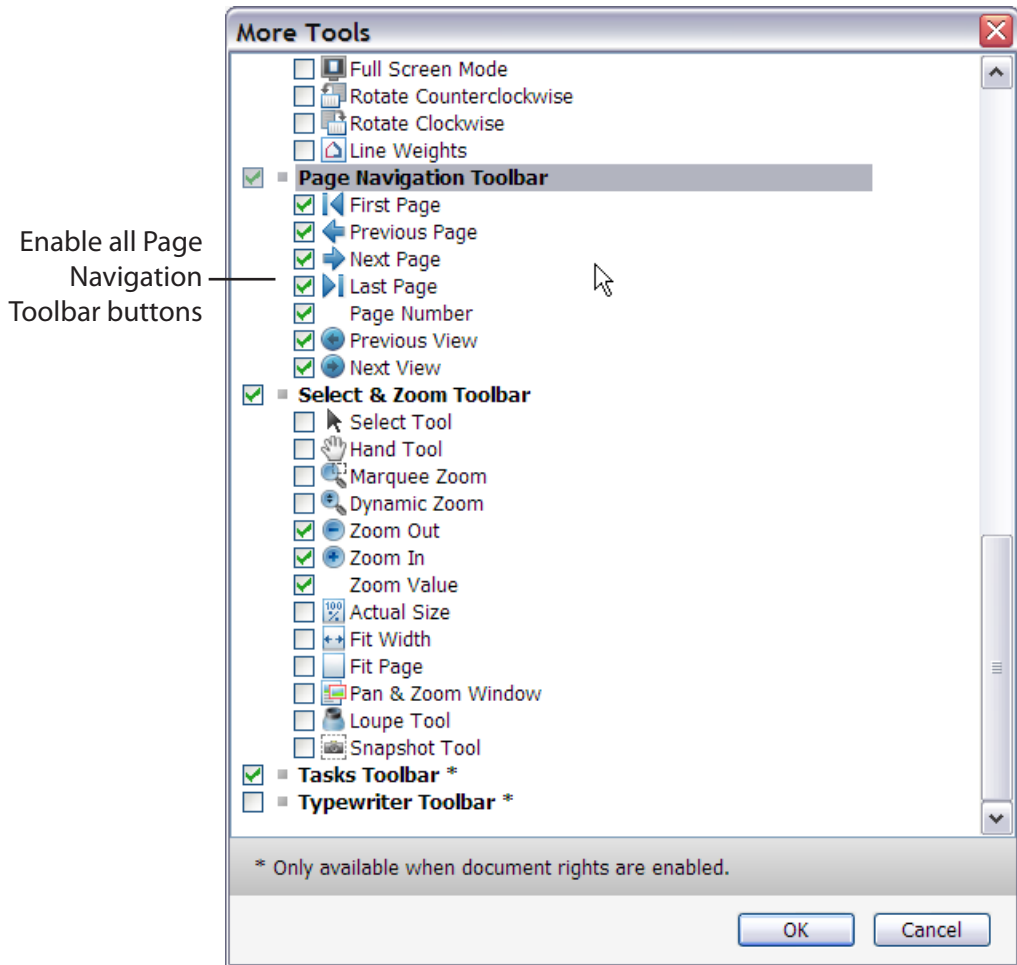 More Tools
Full Screen Mode
Rotate Counterclockwise
Rotate Clockwise
Line Weights
Page Navigation Toolbar
First Page
Previous Page
Next Page
Last Page
Page Number
Previous View
Next View
Enable all Page
Navigation
Toolbar buttons
Select & Zoom Toolbar
Select Tool
Hand Tool
Marquee Zoom
Dynamic Zoom
Zoom Out
Zoom In
Zoom Value
100 %
Actual Size
Fit Width
Fit Page
Pan & Zoom Window
Loupe Tool
Snapshot Tool
Tasks Toolbar *
Typewriter Toolbar *
* Only available when document rights are enabled.
OK
Cancel